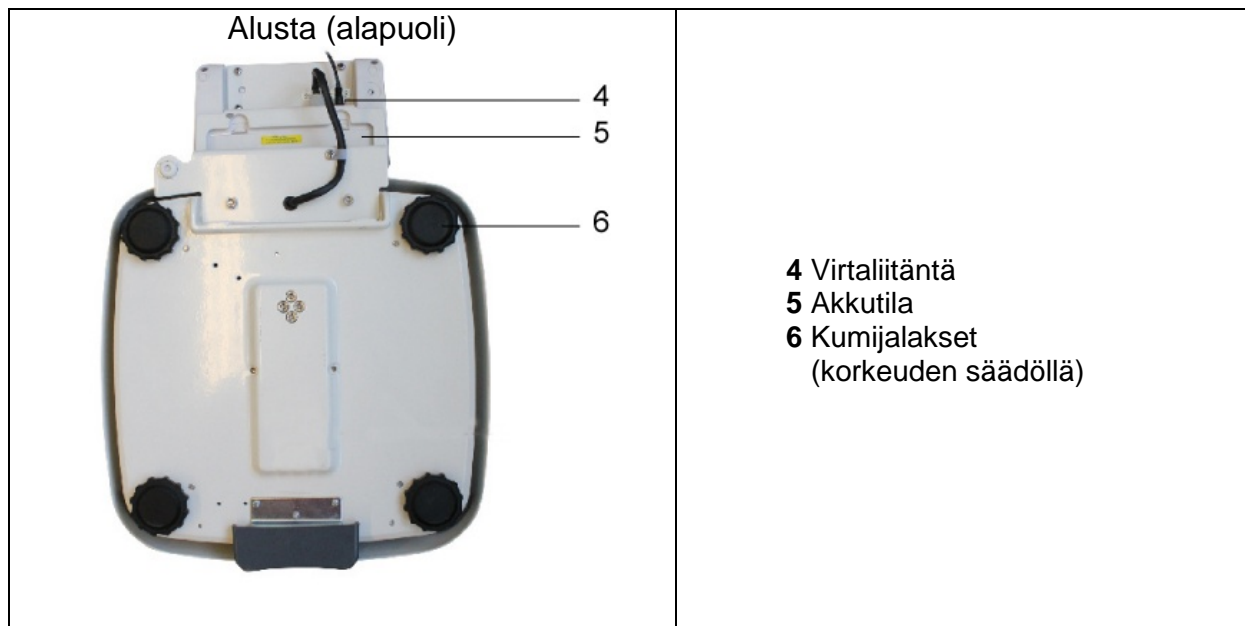 Alusta (alapuoli)
4
5
6
4 Virtaliitäntä
5 Akkutila
6 Kumijalakset
(korkeuden säädöllä)